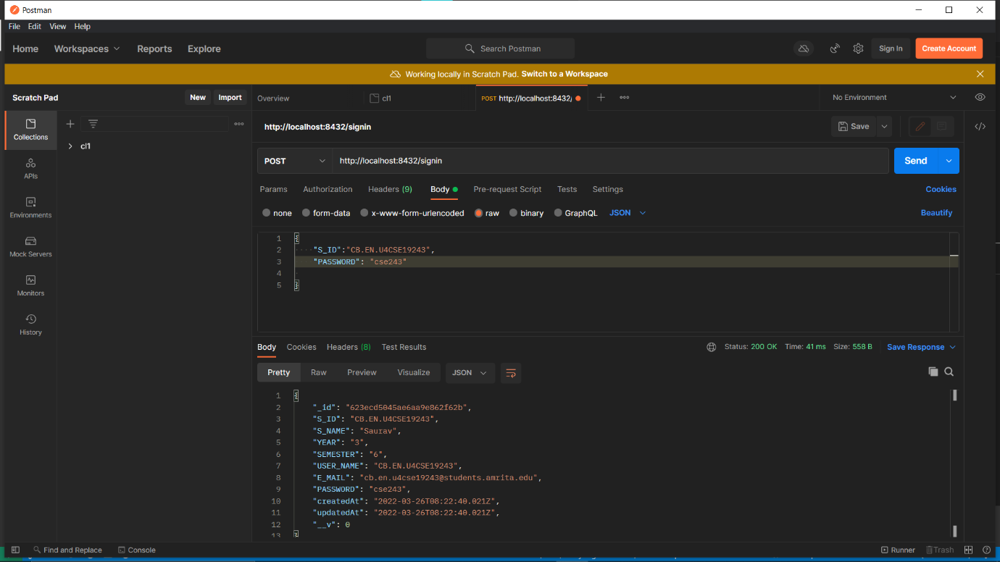 Postman
File Edit View Help
Home Workspaces Reports Explore Search Postman Sign In Create Account
Working locally in Scratch Pad. Switch to a Workspace
Scratch Pad New Import Overview cl1 POST http://localhost:8432/ No Environment
Collections
http://localhost:8432/signin Save
cl1
POST http://localhost:8432/signin Send
APIs
Params Authorization Headers (9) Body Pre-request Script Tests Settings Cookies
Environments
none form-data x-www-form-urlencoded raw binary GraphQL JSON Beautify
1 {
2 "S_ID":"CB.EN.U4CSE19243",
Mock Servers
3 "PASSWORD": "cse243"
4
5 }
Monitors
History
Body Cookies Headers (8) Test Results Status: 200 OK Time: 41 ms Size: 558 B Save Response
Pretty Raw Preview Visualize JSON
1 {
2 "_id": "623ecd5045ae6aa9e862f62b",
3 "S_ID": "CB.EN.U4CSE19243",
4 "S_NAME": "Saurav",
5 "YEAR": "3",
6 "SEMESTER": "6",
7 "USER_NAME": "CB.EN.U4CSE19243",
8 "E_MAIL": "cb.en.u4cse19243@students.amrita.edu",
9 "PASSWORD": "cse243",
10 "createdAt": "2022-03-26T08:22:40.021Z",
11 "updatedAt": "2022-03-26T08:22:40.021Z",
12 "__v": 0
13 }
Find and Replace Console Runner Trash